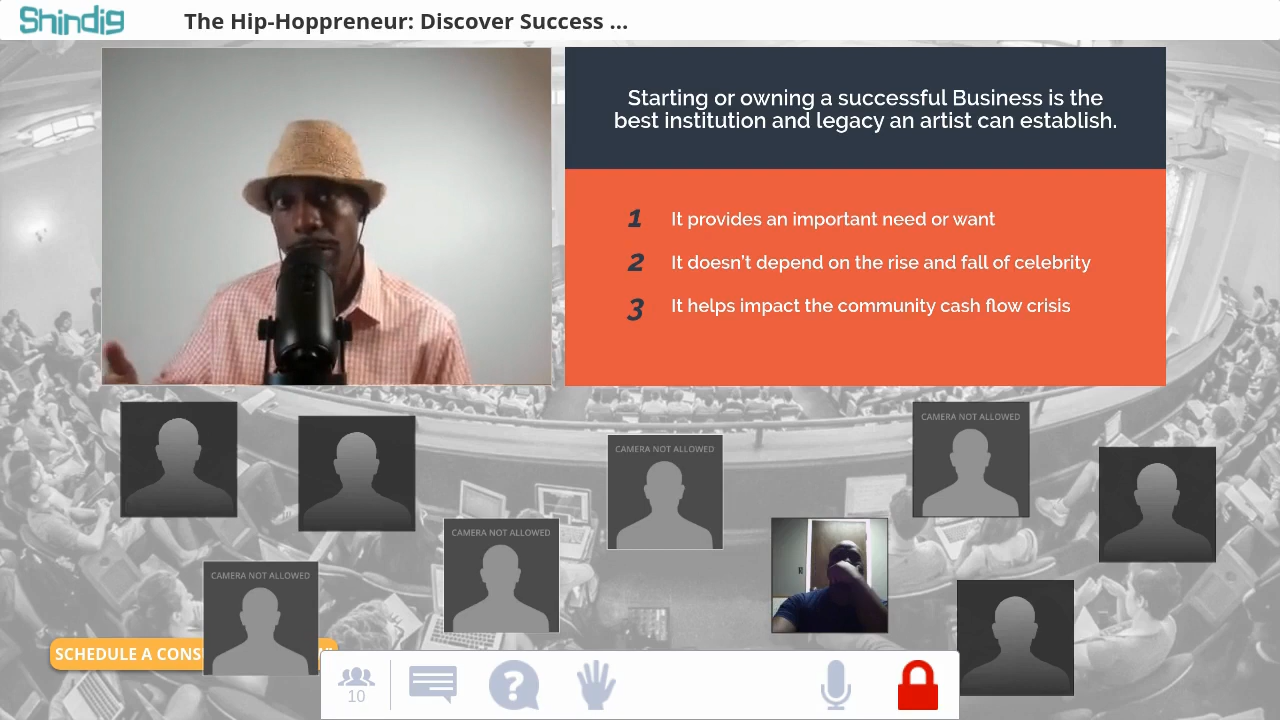 Shindig
The Hip-Hoppreneur: Discover Success ...
Starting or owning a successful Business is the
best institution and legacy an artist can establish.
1 It provides an important need or want
2 It doesn't depend on the rise and fall of celebrity
3 It helps impact the community cash flow crisis
CAMERA NOT ALLOWED
CAMERA NOT ALLOWED
CAMERA NOT ALLOWED
CAMERA NOT ALLOWED
SCHEDULE A CONS
10